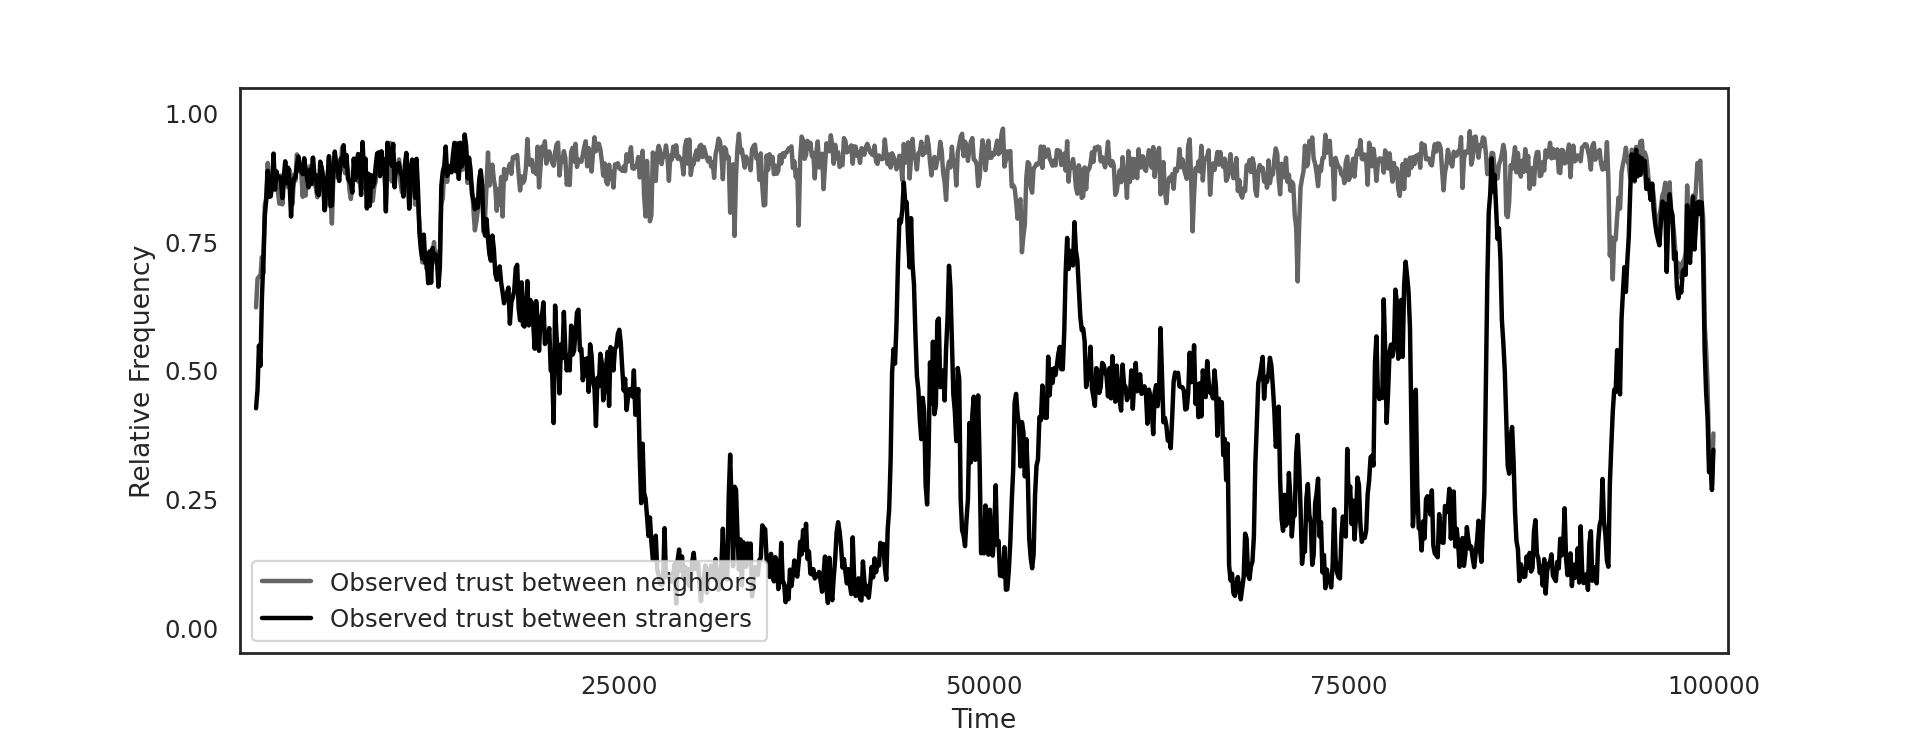 1.00
0.75
0.50
0.25
0.00
Relative Frequency
Observed trust between neighbors
Observed trust between strangers
25000 50000 75000 100000
Time